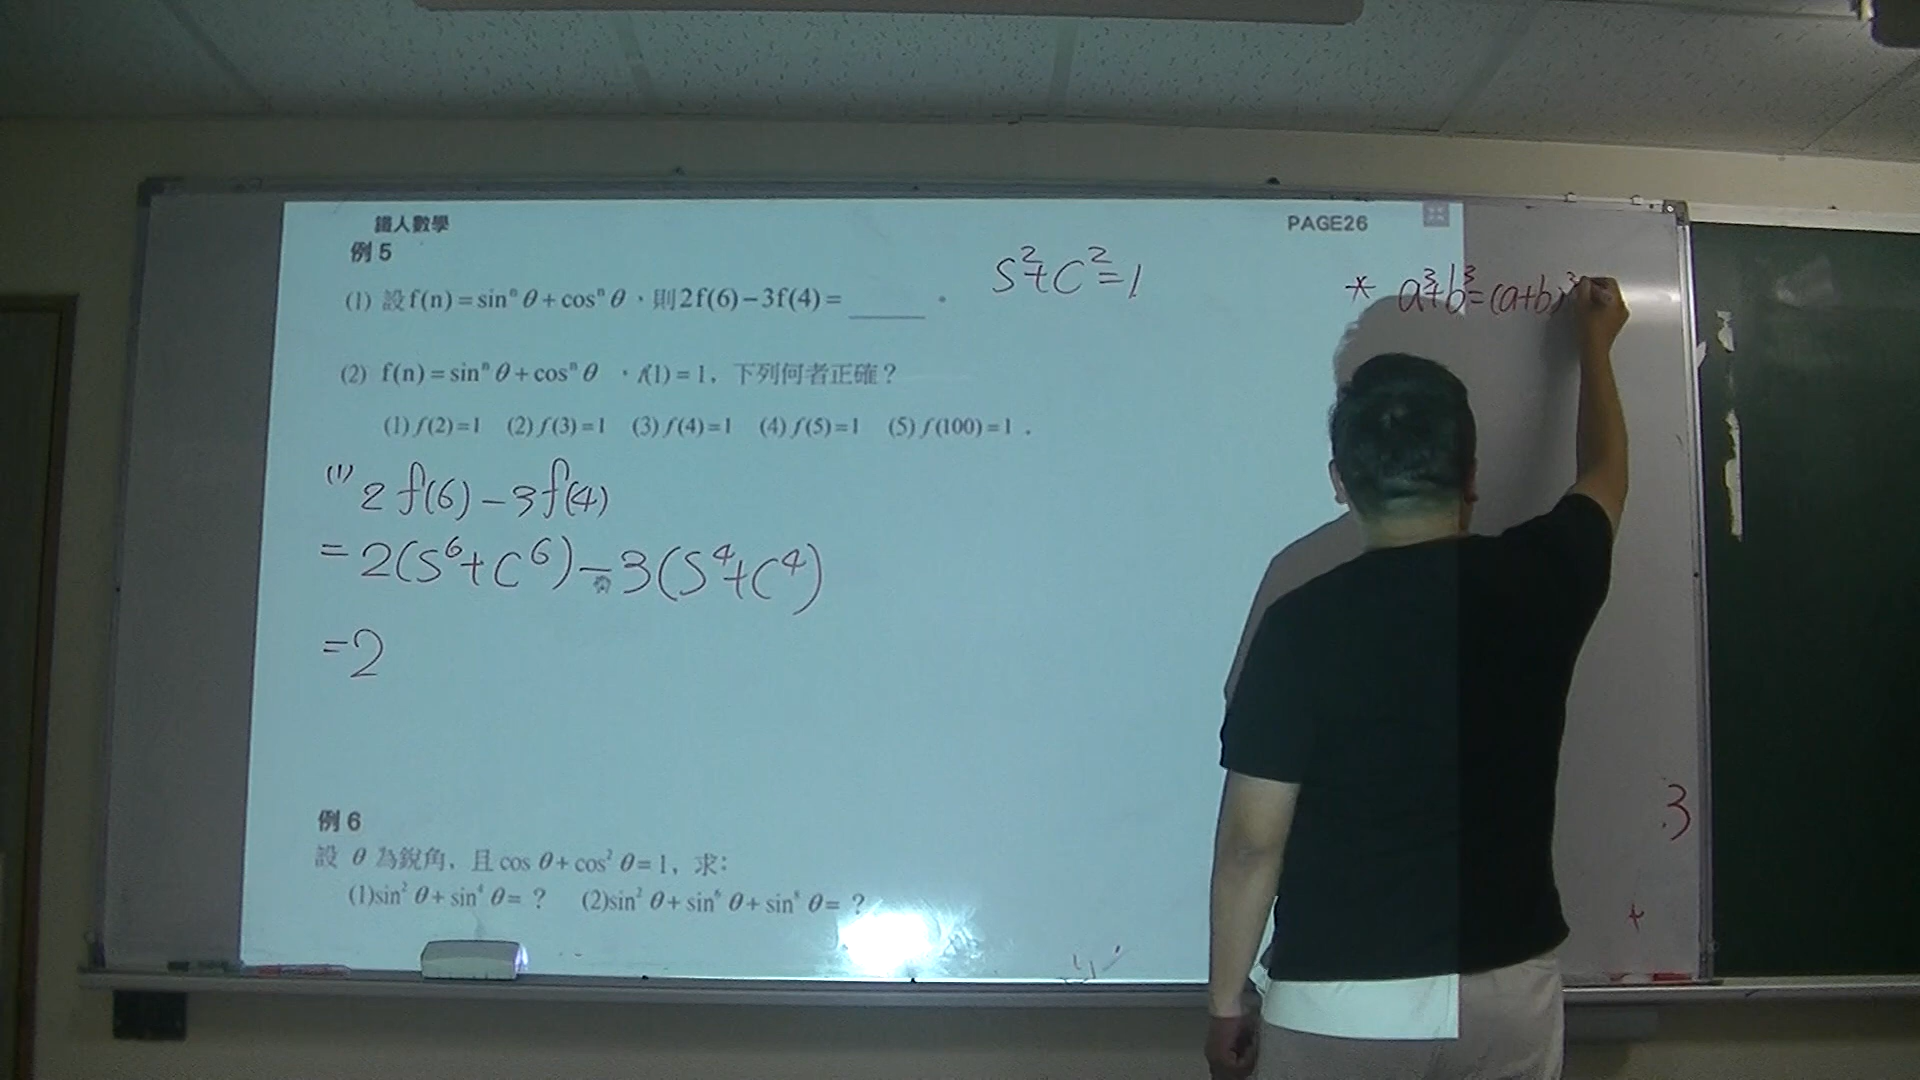 鐵人數學
PAGE26
例 5
(1) 設 f(n) = sinⁿ θ + cosⁿ θ，則 2f(6) − 3f(4) = ______。
S²+C²=1
* a³+b³=(a+b)³
(2) f(n) = sinⁿ θ + cosⁿ θ ，f(1) = 1，下列何者正確？
(1) f(2)=1 (2) f(3)=1 (3) f(4)=1 (4) f(5)=1 (5) f(100)=1 .
(1) 2f(6)−3f(4)
=2(S⁶+C⁶)−3(S⁴+C⁴)
=2
3
例 6
設 θ 為銳角，且 cos θ + cos² θ = 1，求：
(1)sin² θ + sin⁴ θ = ? (2)sin² θ + sin⁶ θ + sin⁸ θ = ?
+